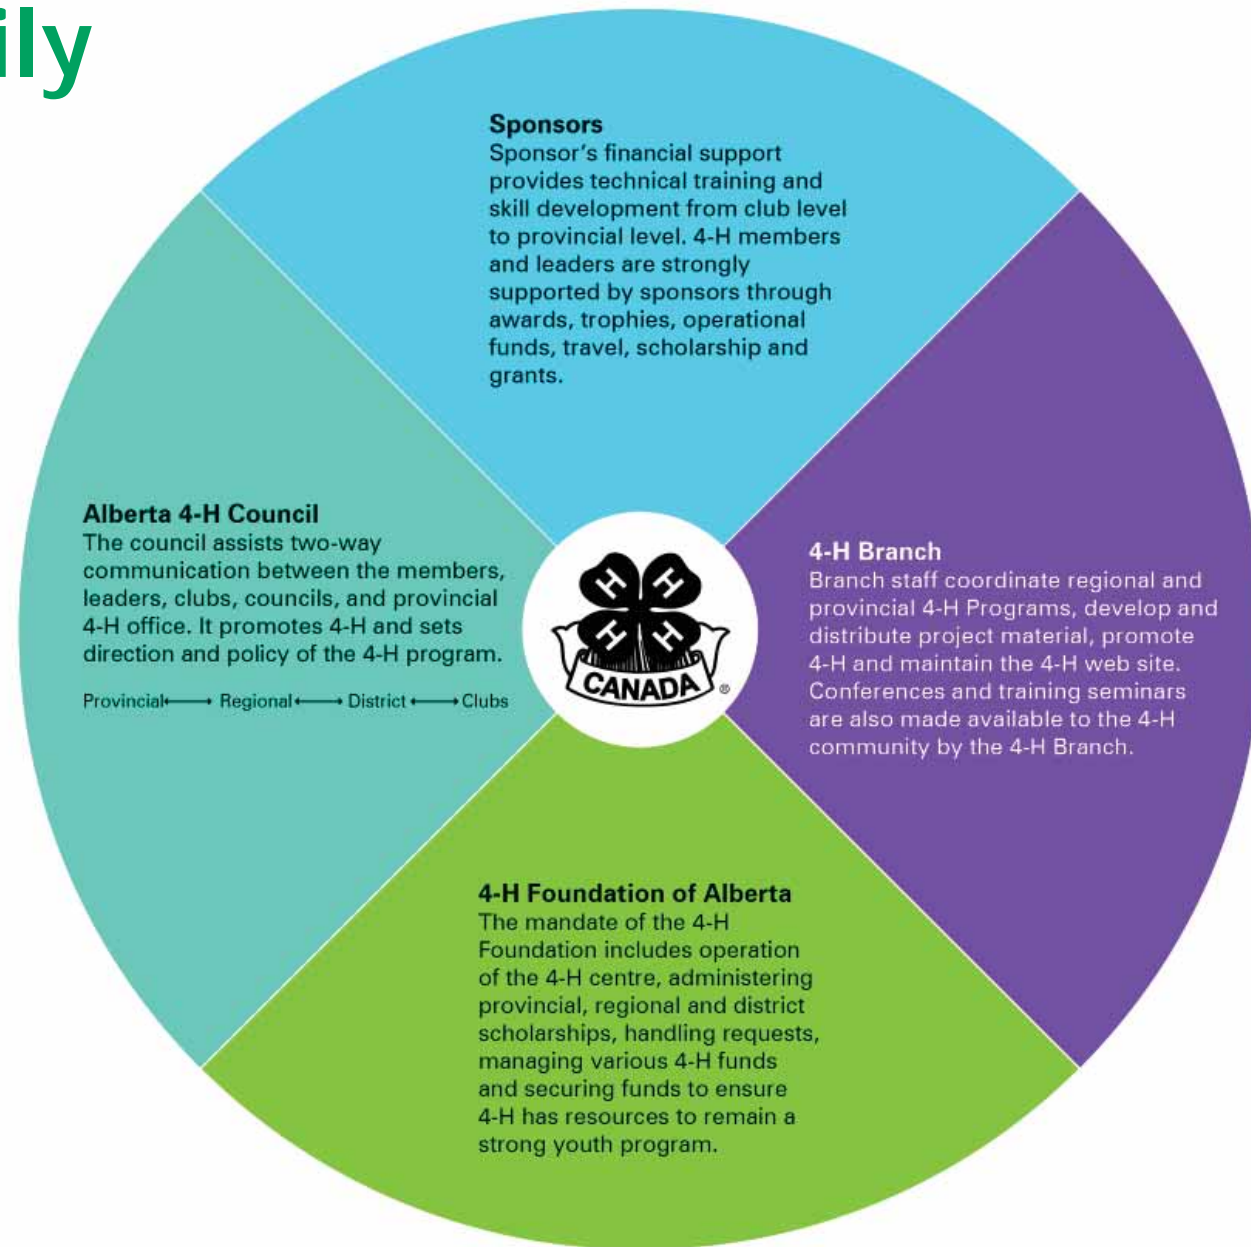 ily
Sponsors
Sponsor's financial support
provides technical training and
skill development from club level
to provincial level. 4-H members
and leaders are strongly
supported by sponsors through
awards, trophies, operational
funds, travel, scholarship and
grants.
Alberta 4-H Council
The council assists two-way
communication between the members,
leaders, clubs, councils, and provincial
4-H office. It promotes 4-H and sets
direction and policy of the 4-H program.
Provincial⟷ Regional⟷ District⟷ Clubs
H H
H H
CANADA ®
4-H Branch
Branch staff coordinate regional and
provincial 4-H Programs, develop and
distribute project material, promote
4-H and maintain the 4-H web site.
Conferences and training seminars
are also made available to the 4-H
community by the 4-H Branch.
4-H Foundation of Alberta
The mandate of the 4-H
Foundation includes operation
of the 4-H centre, administering
provincial, regional and district
scholarships, handling requests,
managing various 4-H funds
and securing funds to ensure
4-H has resources to remain a
strong youth program.